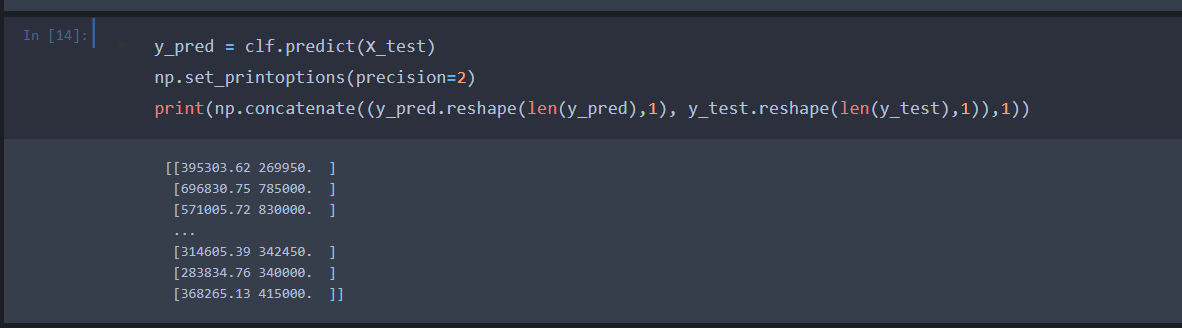 In [14]:
y_pred = clf.predict(X_test)
np.set_printoptions(precision=2)
print(np.concatenate((y_pred.reshape(len(y_pred),1), y_test.reshape(len(y_test),1)),1))
[[395303.62 269950.  ]
 [696830.75 785000.  ]
 [571005.72 830000.  ]
 ...
 [314605.39 342450.  ]
 [283834.76 340000.  ]
 [368265.13 415000.  ]]